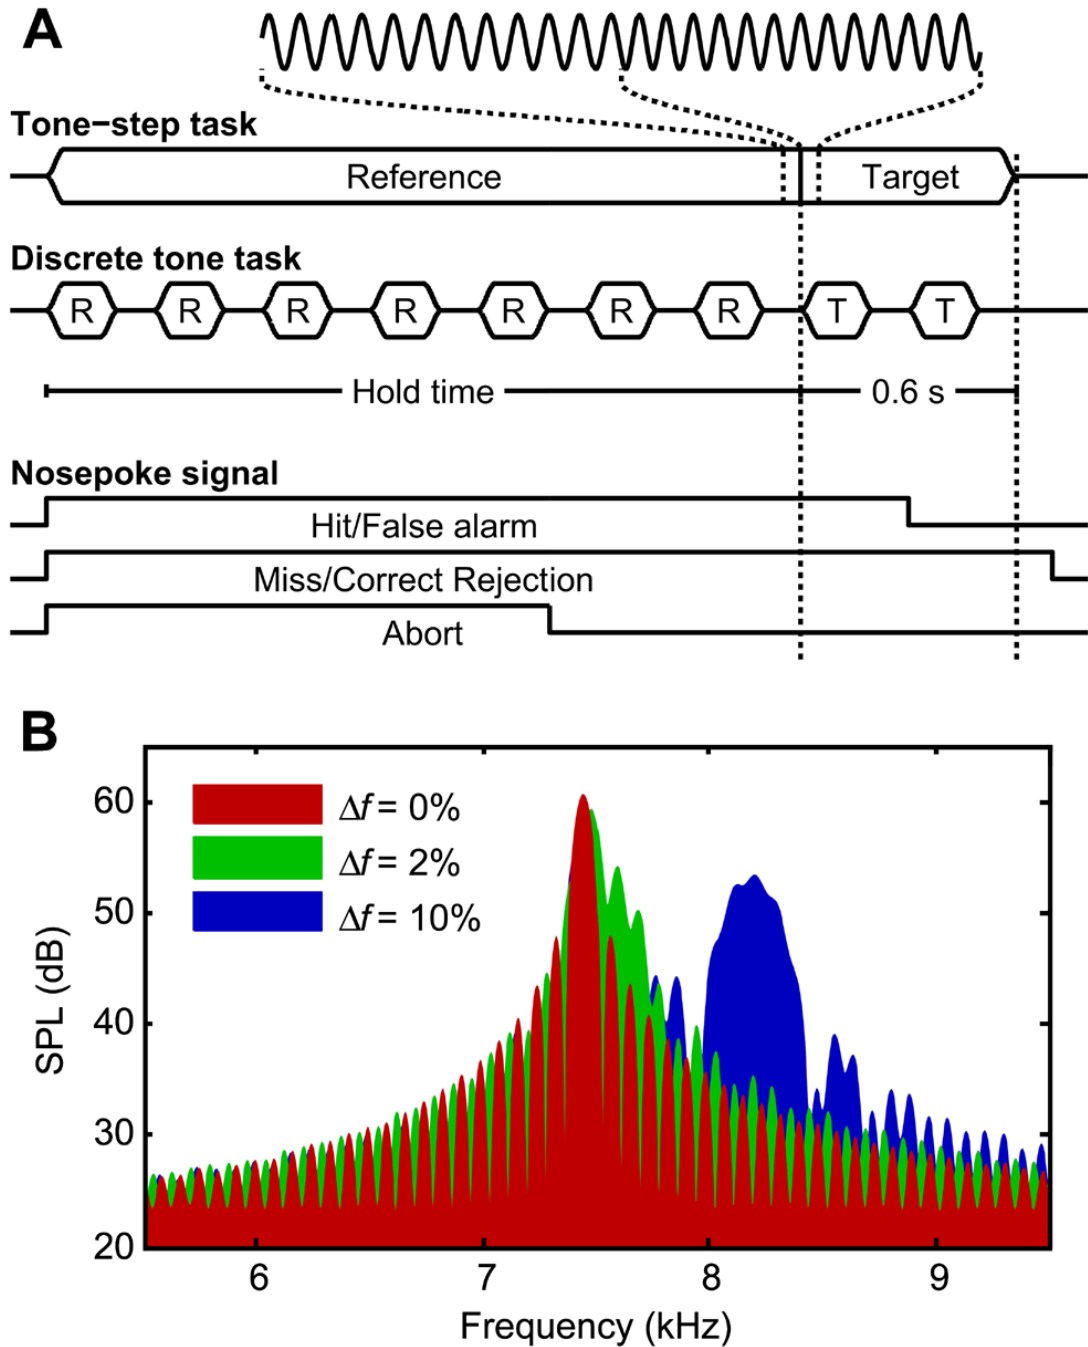 A
Tone−step task
Reference Target
Discrete tone task
R R R R R R R T T
Hold time 0.6 s
Nosepoke signal
Hit/False alarm
Miss/Correct Rejection
Abort
B
Δf = 0%
Δf = 2%
Δf = 10%
60
50
40
30
20
SPL (dB)
6 7 8 9
Frequency (kHz)